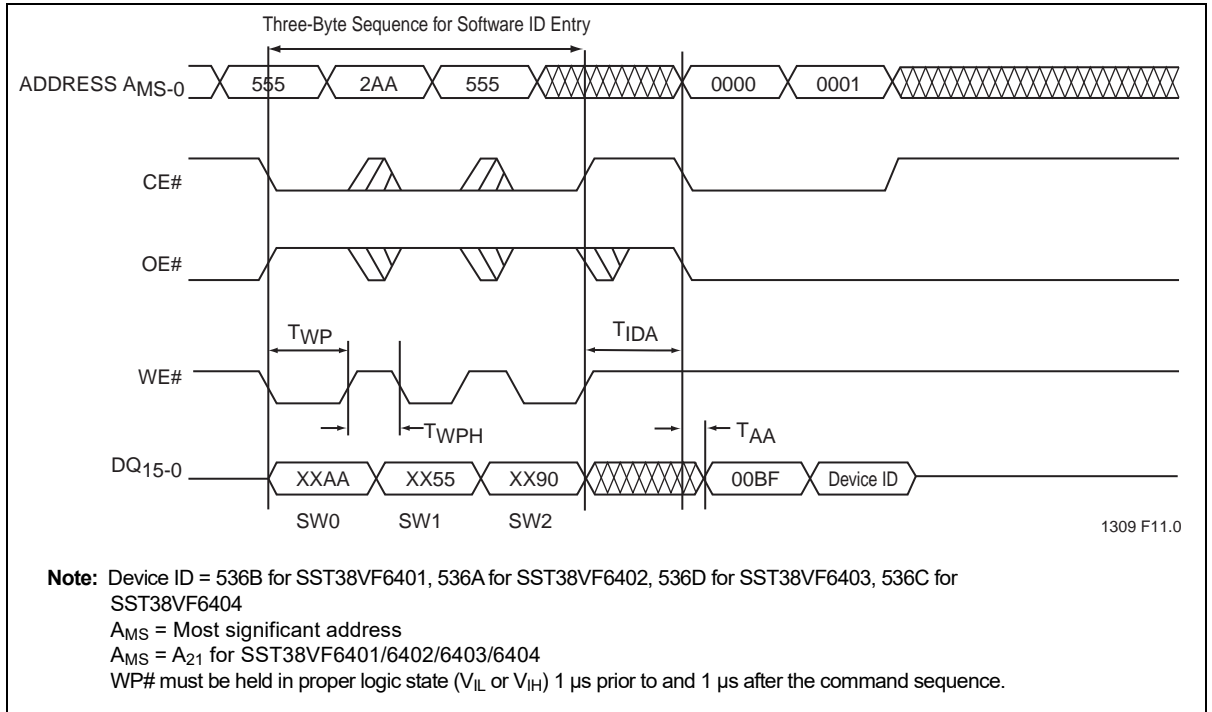 Three-Byte Sequence for Software ID Entry
ADDRESS AMS-0 555 2AA 555 0000 0001
CE#
OE#
TWP TIDA
WE#
TWPH TAA
DQ15-0 XXAA XX55 XX90 00BF Device ID
SW0 SW1 SW2
1309 F11.0
Note: Device ID = 536B for SST38VF6401, 536A for SST38VF6402, 536D for SST38VF6403, 536C for
SST38VF6404
AMS = Most significant address
AMS = A21 for SST38VF6401/6402/6403/6404
WP# must be held in proper logic state (VIL or VIH) 1 µs prior to and 1 µs after the command sequence.